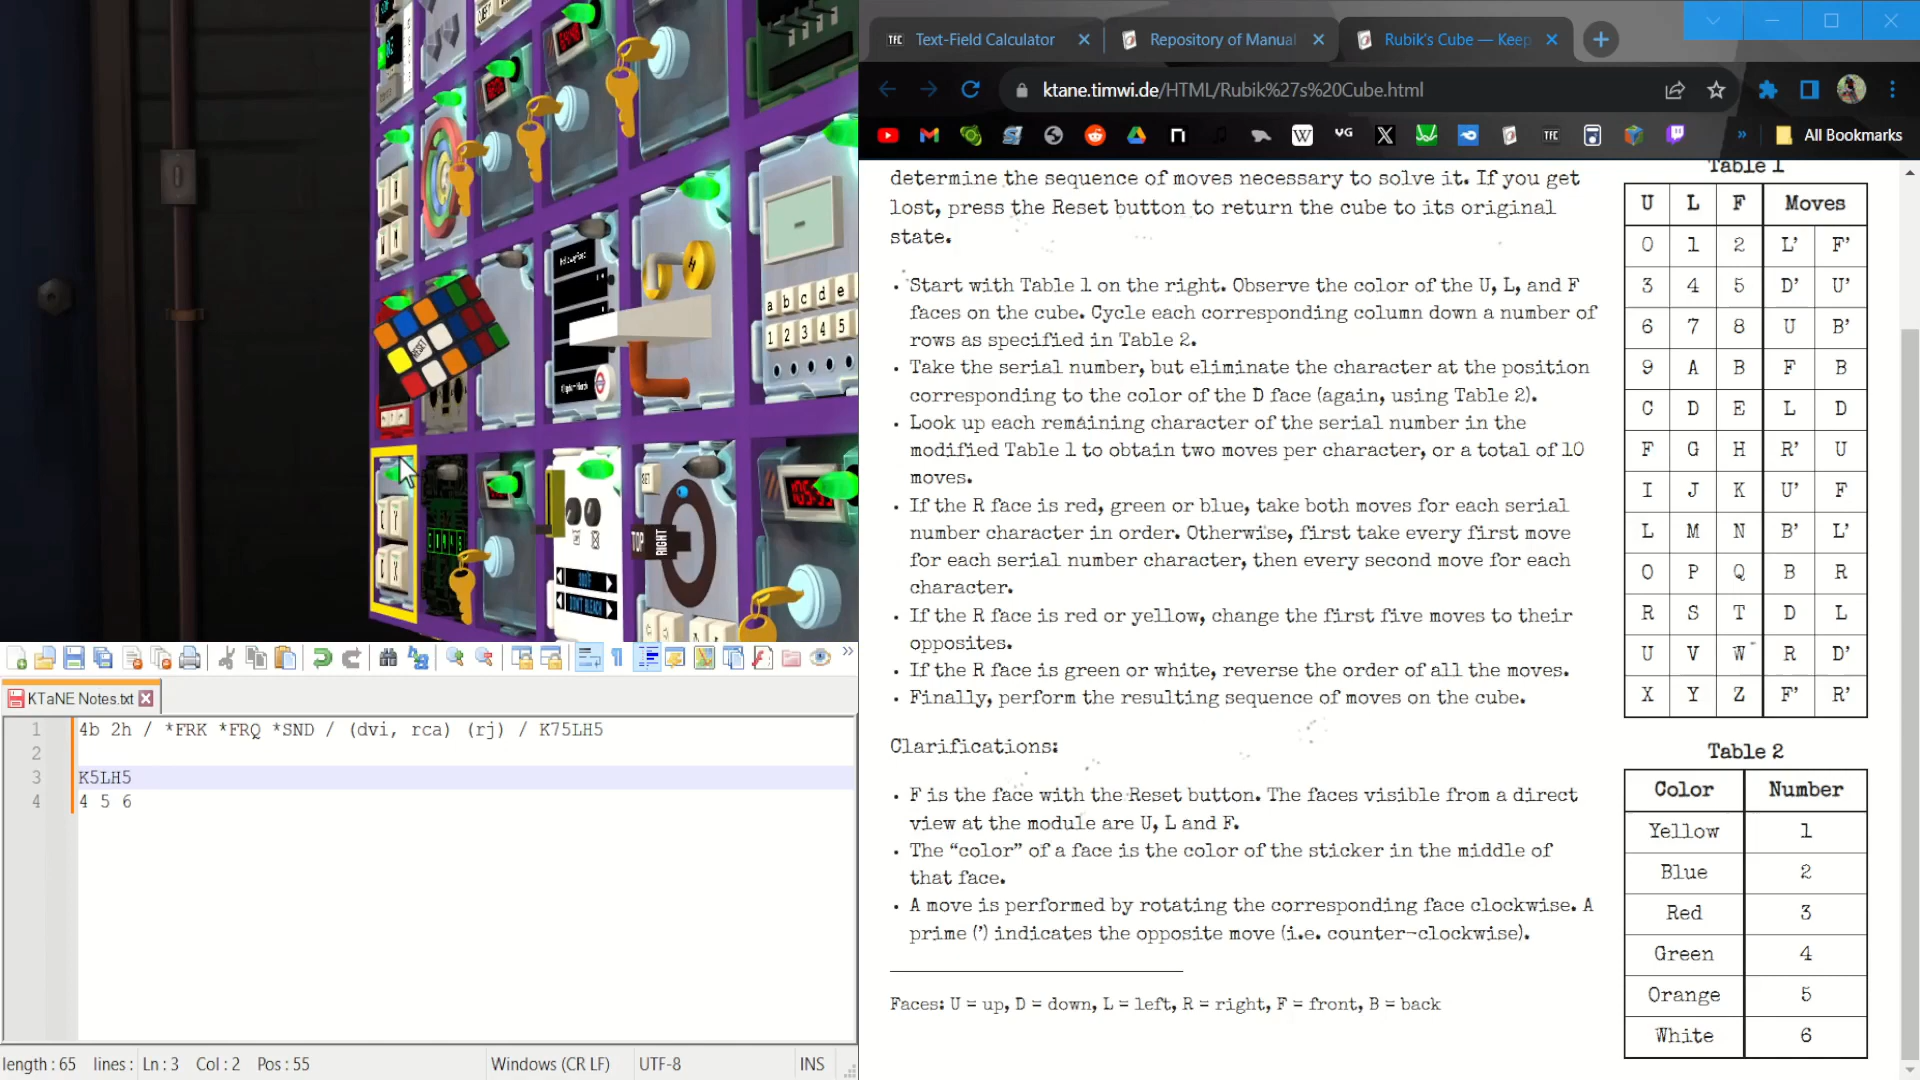 Text-Field Calculator
Repository of Manual
Rubik's Cube — Keep
ktane.timwi.de/HTML/Rubik%27s%20Cube.html
All Bookmarks
determine the sequence of moves necessary to solve it. If you get
lost, press the Reset button to return the cube to its original
state.
Start with Table 1 on the right. Observe the color of the U, L, and F
faces on the cube. Cycle each corresponding column down a number of
rows as specified in Table 2.
Take the serial number, but eliminate the character at the position
corresponding to the color of the D face (again, using Table 2).
Look up each remaining character of the serial number in the
modified Table 1 to obtain two moves per character, or a total of 10
moves.
If the R face is red, green or blue, take both moves for each serial
number character in order. Otherwise, first take every first move
for each serial number character, then every second move for each
character.
If the R face is red or yellow, change the first five moves to their
opposites.
If the R face is green or white, reverse the order of all the moves.
Finally, perform the resulting sequence of moves on the cube.
Clarifications:
F is the face with the Reset button. The faces visible from a direct
view at the module are U, L and F.
The “color” of a face is the color of the sticker in the middle of
that face.
A move is performed by rotating the corresponding face clockwise. A
prime (’) indicates the opposite move (i.e. counter-clockwise).
Faces: U = up, D = down, L = left, R = right, F = front, B = back
Table 1
U L F Moves
0 1 2 L’ F’
3 4 5 D’ U’
6 7 8 U B’
9 A B F B
C D E L D
F G H R’ U
I J K U’ F
L M N B’ L’
O P Q B R
R S T D L
U V W R D’
X Y Z F’ R’
Table 2
Color Number
Yellow 1
Blue 2
Red 3
Green 4
Orange 5
White 6
RESET
H
a b c d e
1 2 3 4 5
SET
TOP
RIGHT
300°F
DON'T BLEACH
KTaNE Notes.txt
1 4b 2h / *FRK *FRQ *SND / (dvi, rca) (rj) / K75LH5
2
3 K5LH5
4 4 5 6
length : 65 lines : Ln : 3 Col : 2 Pos : 55 Windows (CR LF) UTF-8 INS